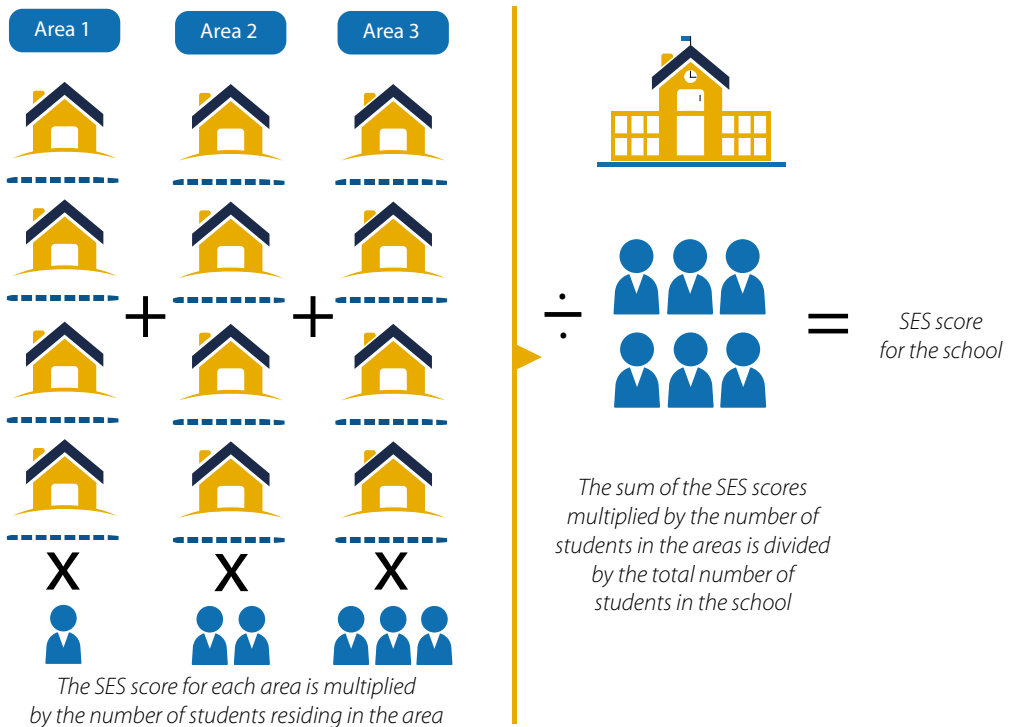 Area 1
Area 2
Area 3
+
+
x
x
x
The SES score for each area is multiplied
by the number of students residing in the area
÷
=
SES score
for the school
The sum of the SES scores
multiplied by the number of
students in the areas is divided
by the total number of
students in the school